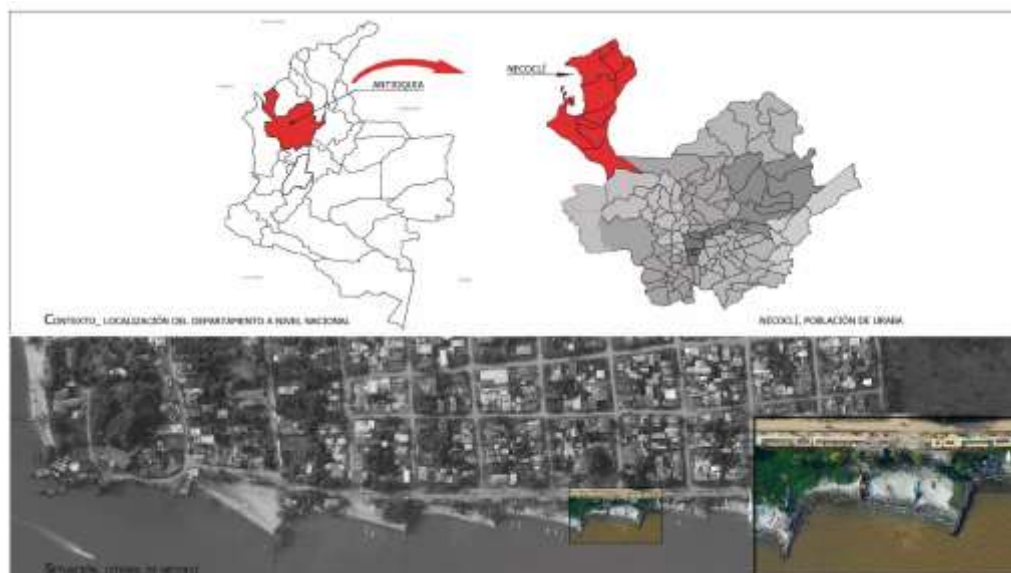 ANTIOQUIA
NECOCLÍ
CONTEXTO_ LOCALIZACIÓN DEL DEPARTAMENTO A NIVEL NACIONAL
NECOCLÍ, POBLACIÓN DE URABA